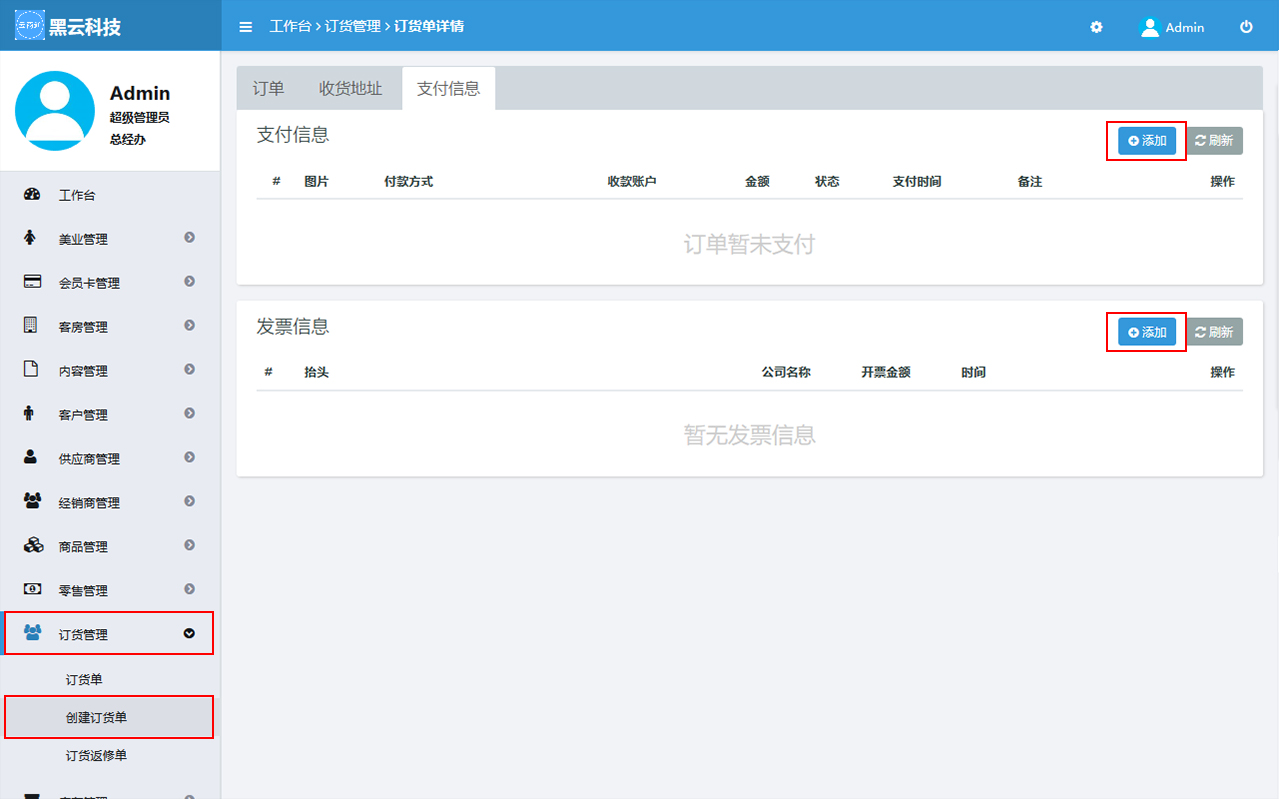 黑云科技
工作台 › 订货管理 › 订货单详情
Admin
Admin
超级管理员
总经办
工作台
美业管理
会员卡管理
客房管理
内容管理
客户管理
供应商管理
经销商管理
商品管理
零售管理
订货管理
订货单
创建订货单
订货返修单
订单 收货地址 支付信息
支付信息 添加 刷新
# 图片 付款方式 收款账户 金额 状态 支付时间 备注 操作
订单暂未支付
发票信息 添加 刷新
# 抬头 公司名称 开票金额 时间 操作
暂无发票信息